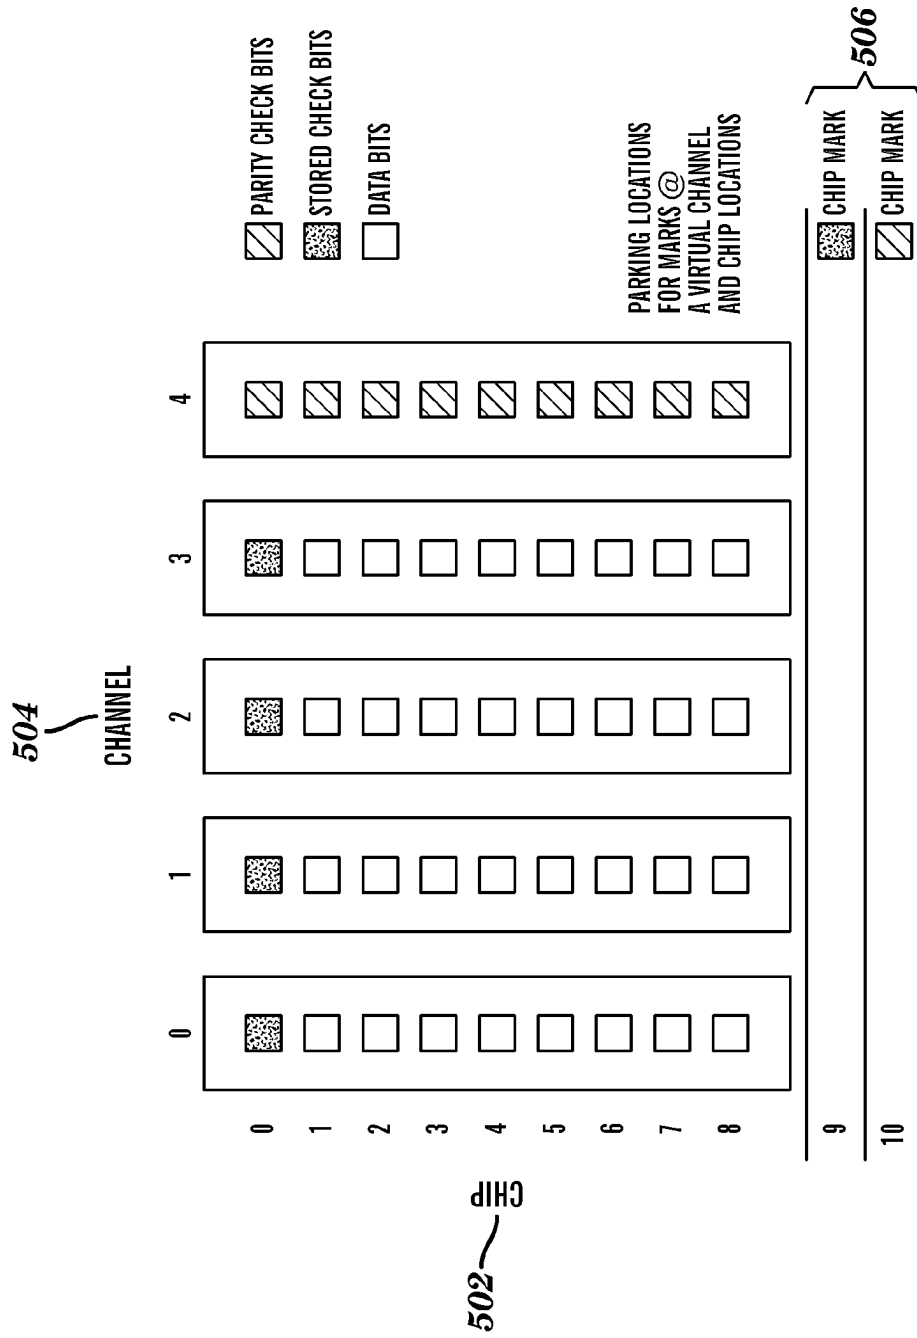 504
CHANNEL
0 1 2 3 4
502
CHIP
0
1
2
3
4
5
6
7
8
9
10
PARITY CHECK BITS
STORED CHECK BITS
DATA BITS
PARKING LOCATIONS
FOR MARKS @
A VIRTUAL CHANNEL
AND CHIP LOCATIONS
CHIP MARK
CHIP MARK
506